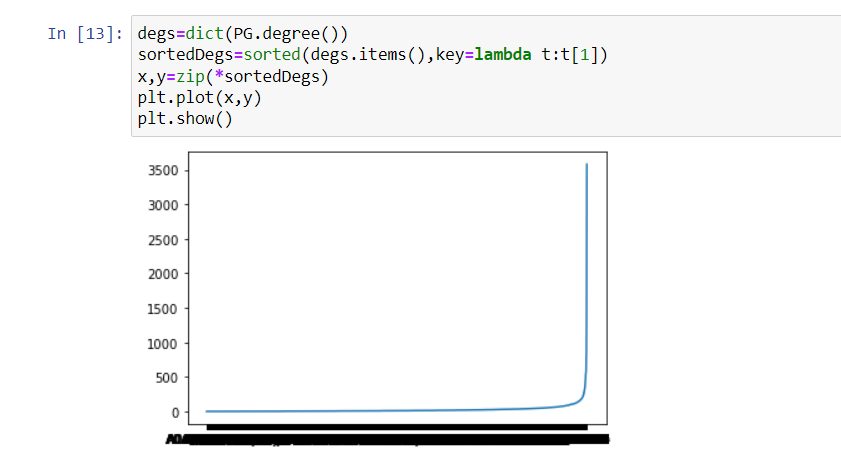 In [13]: degs=dict(PG.degree())
sortedDegs=sorted(degs.items(),key=lambda t:t[1])
x,y=zip(*sortedDegs)
plt.plot(x,y)
plt.show()
3500
3000
2500
2000
1500
1000
500
0